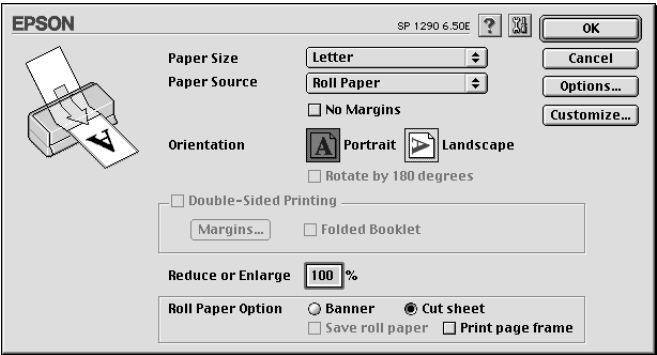 EPSON
SP 1290 6.50E ? OK
Paper Size Letter Cancel
Paper Source Roll Paper Options...
No Margins Customize...
Orientation A Portrait A Landscape
Rotate by 180 degrees
Double-Sided Printing
Margins... Folded Booklet
Reduce or Enlarge 100 %
Roll Paper Option Banner Cut sheet
Save roll paper Print page frame
A